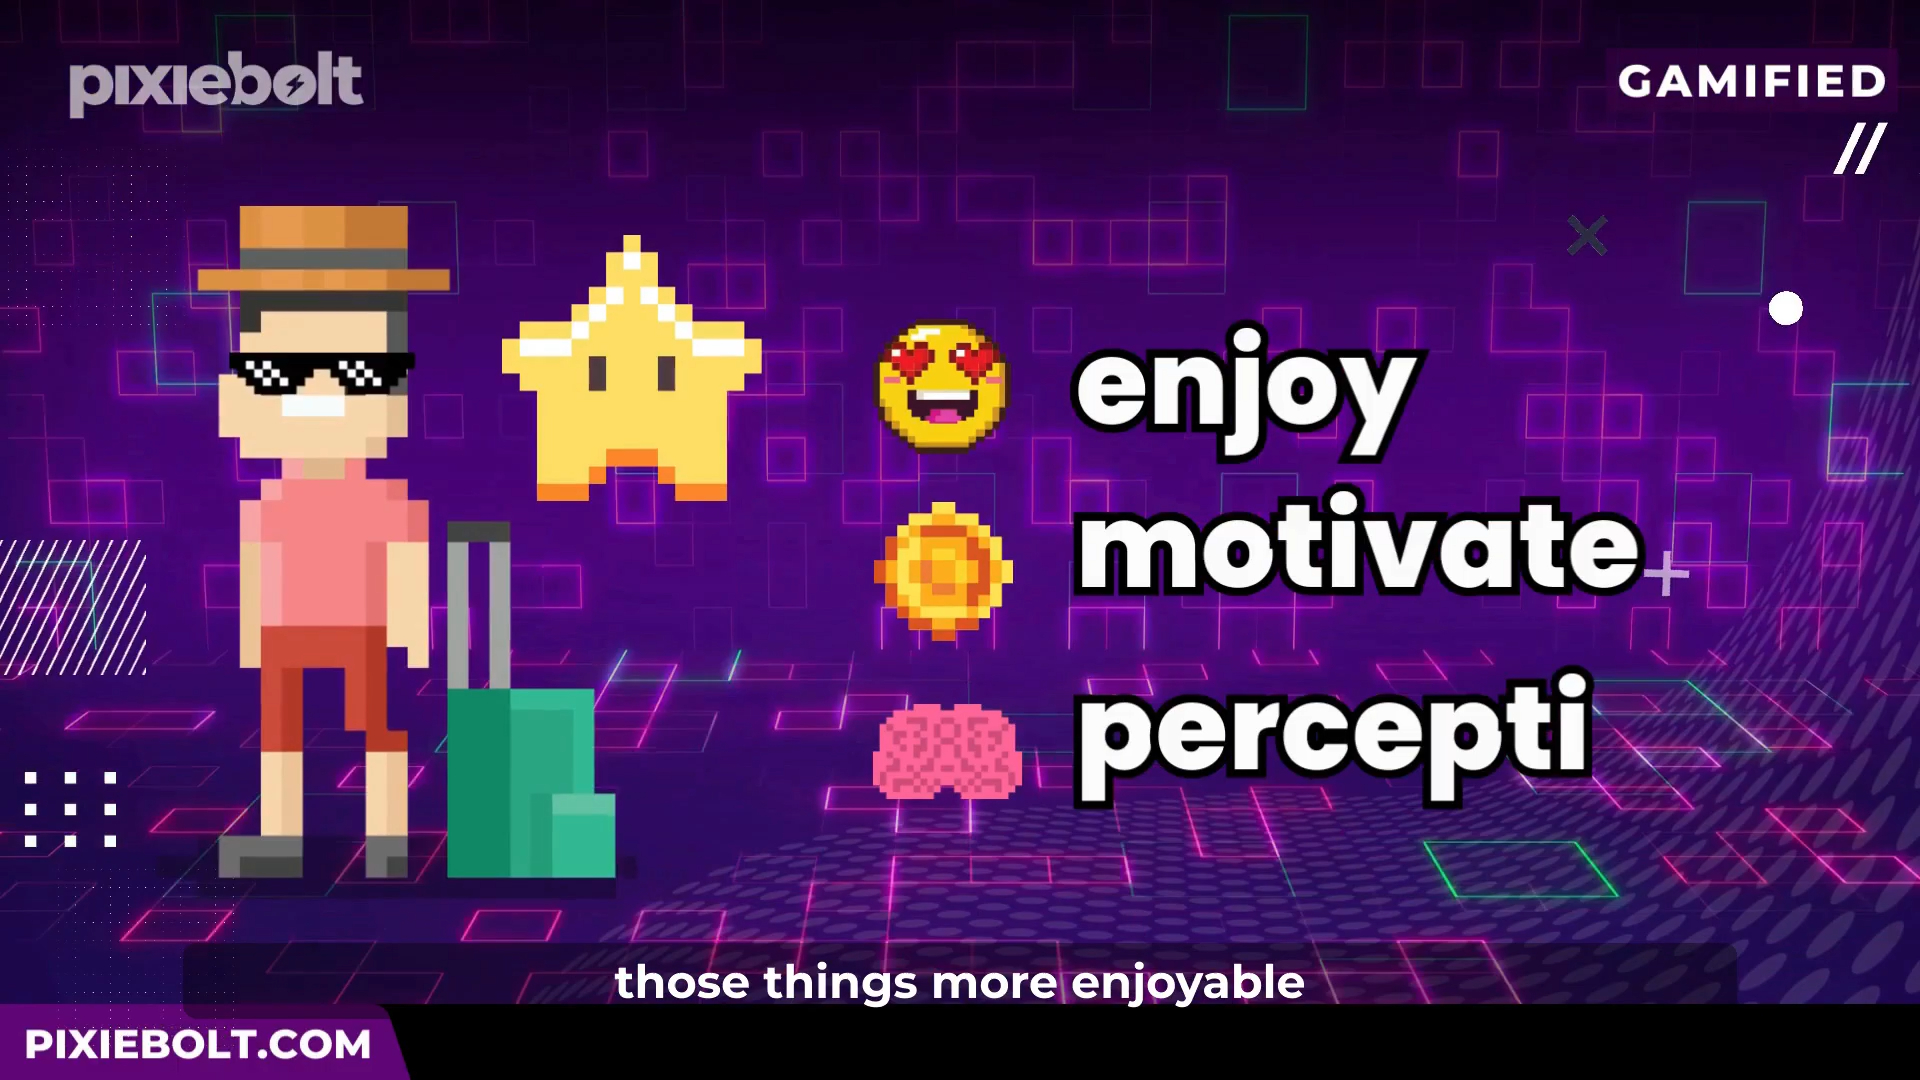 pixiebolt
GAMIFIED
enjoy
motivate
percepti
those things more enjoyable
PIXIEBOLT.COM